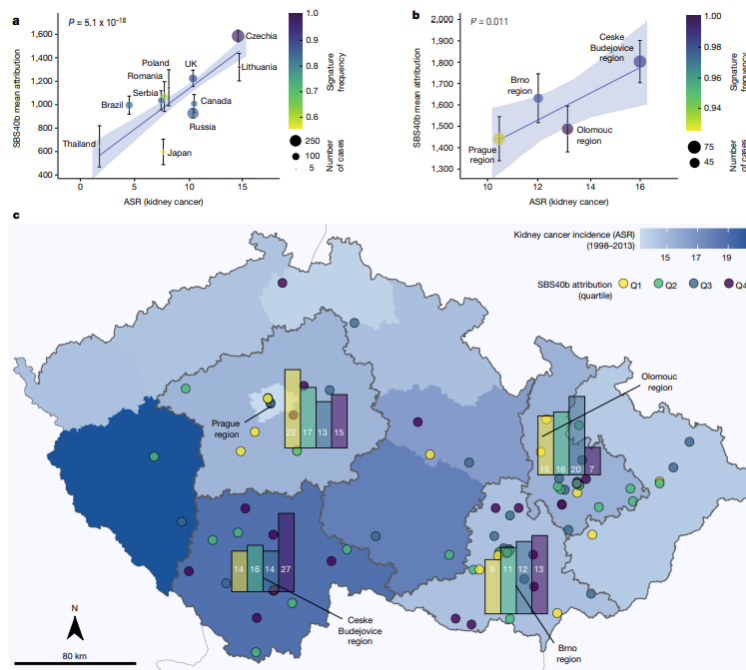 a
P = 5.1 x 10⁻¹⁸
SBS40b mean attribution
1,600
1,400
1,200
1,000
800
600
400
0
5
10
15
ASR (kidney cancer)
Thailand
Brazil
Serbia
Romania
Poland
UK
Japan
Canada
Russia
Czechia
Lithuania
1.0
0.9
0.8
0.7
0.6
Signature
frequency
250
100
5
Number
of cases
b
P = 0.011
SBS40b mean attribution
2,000
1,900
1,800
1,700
1,600
1,500
1,400
1,300
10
12
14
16
ASR (kidney cancer)
Prague
region
Brno
region
Olomouc
region
Ceske
Budejovice
region
1.00
0.98
0.96
0.94
Signature
frequency
75
45
Number
of cases
c
Kidney cancer incidence (ASR)
(1998–2013)
15 17 19
SBS40b attribution
(quartile)
Q1 Q2 Q3 Q4
Olomouc
region
Prague
region
22 17 13 15
15 16 20 7
14 16 14 27
9 11 12 13
Ceske
Budejovice
region
Brno
region
N
80 km